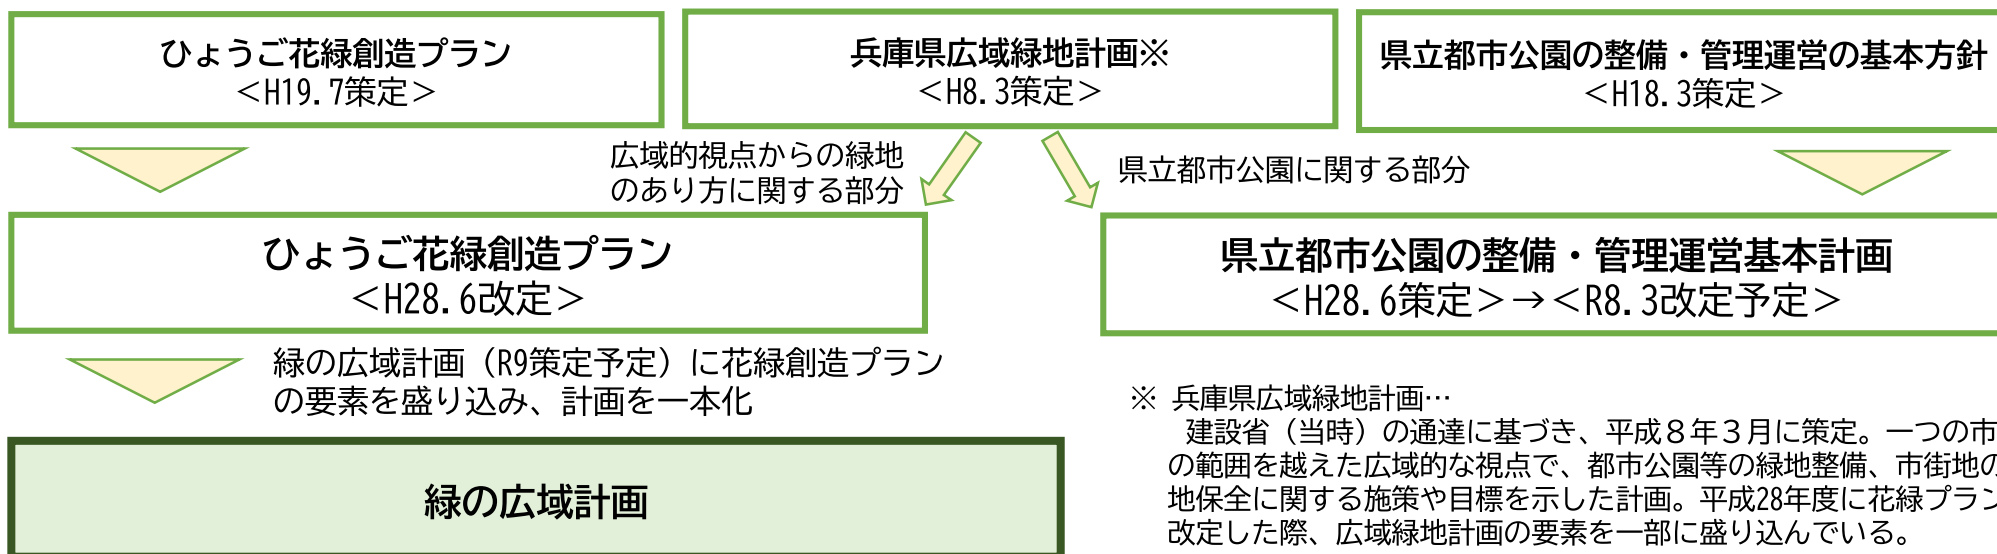 ひょうご花緑創造プラン
＜H19.7策定＞
兵庫県広域緑地計画※
＜H8.3策定＞
県立都市公園の整備・管理運営の基本方針
＜H18.3策定＞
広域的視点からの緑地
のあり方に関する部分
県立都市公園に関する部分
ひょうご花緑創造プラン
＜H28.6改定＞
県立都市公園の整備・管理運営基本計画
＜H28.6策定＞→＜R8.3改定予定＞
緑の広域計画（R9策定予定）に花緑創造プラン
の要素を盛り込み、計画を一本化
緑の広域計画
※ 兵庫県広域緑地計画…
建設省（当時）の通達に基づき、平成８年３月に策定。一つの市
の範囲を越えた広域的な視点で、都市公園等の緑地整備、市街地の
地保全に関する施策や目標を示した計画。平成28年度に花緑プラン
改定した際、広域緑地計画の要素を一部に盛り込んでいる。